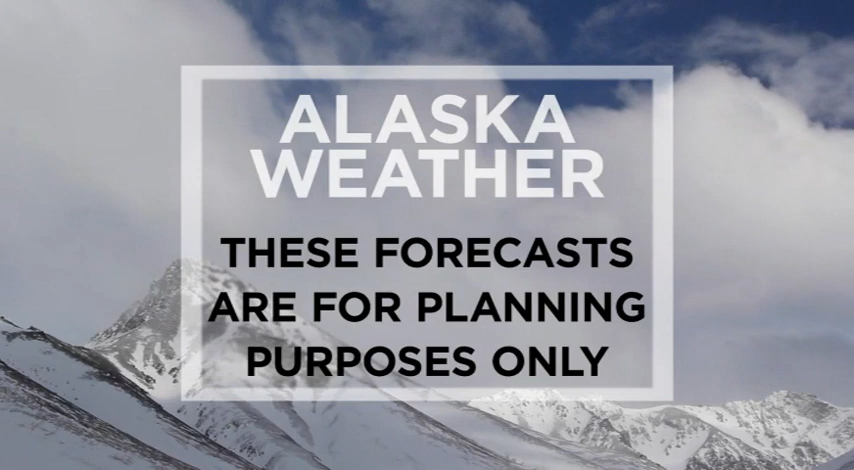 ALASKA
WEATHER
THESE FORECASTS
ARE FOR PLANNING
PURPOSES ONLY